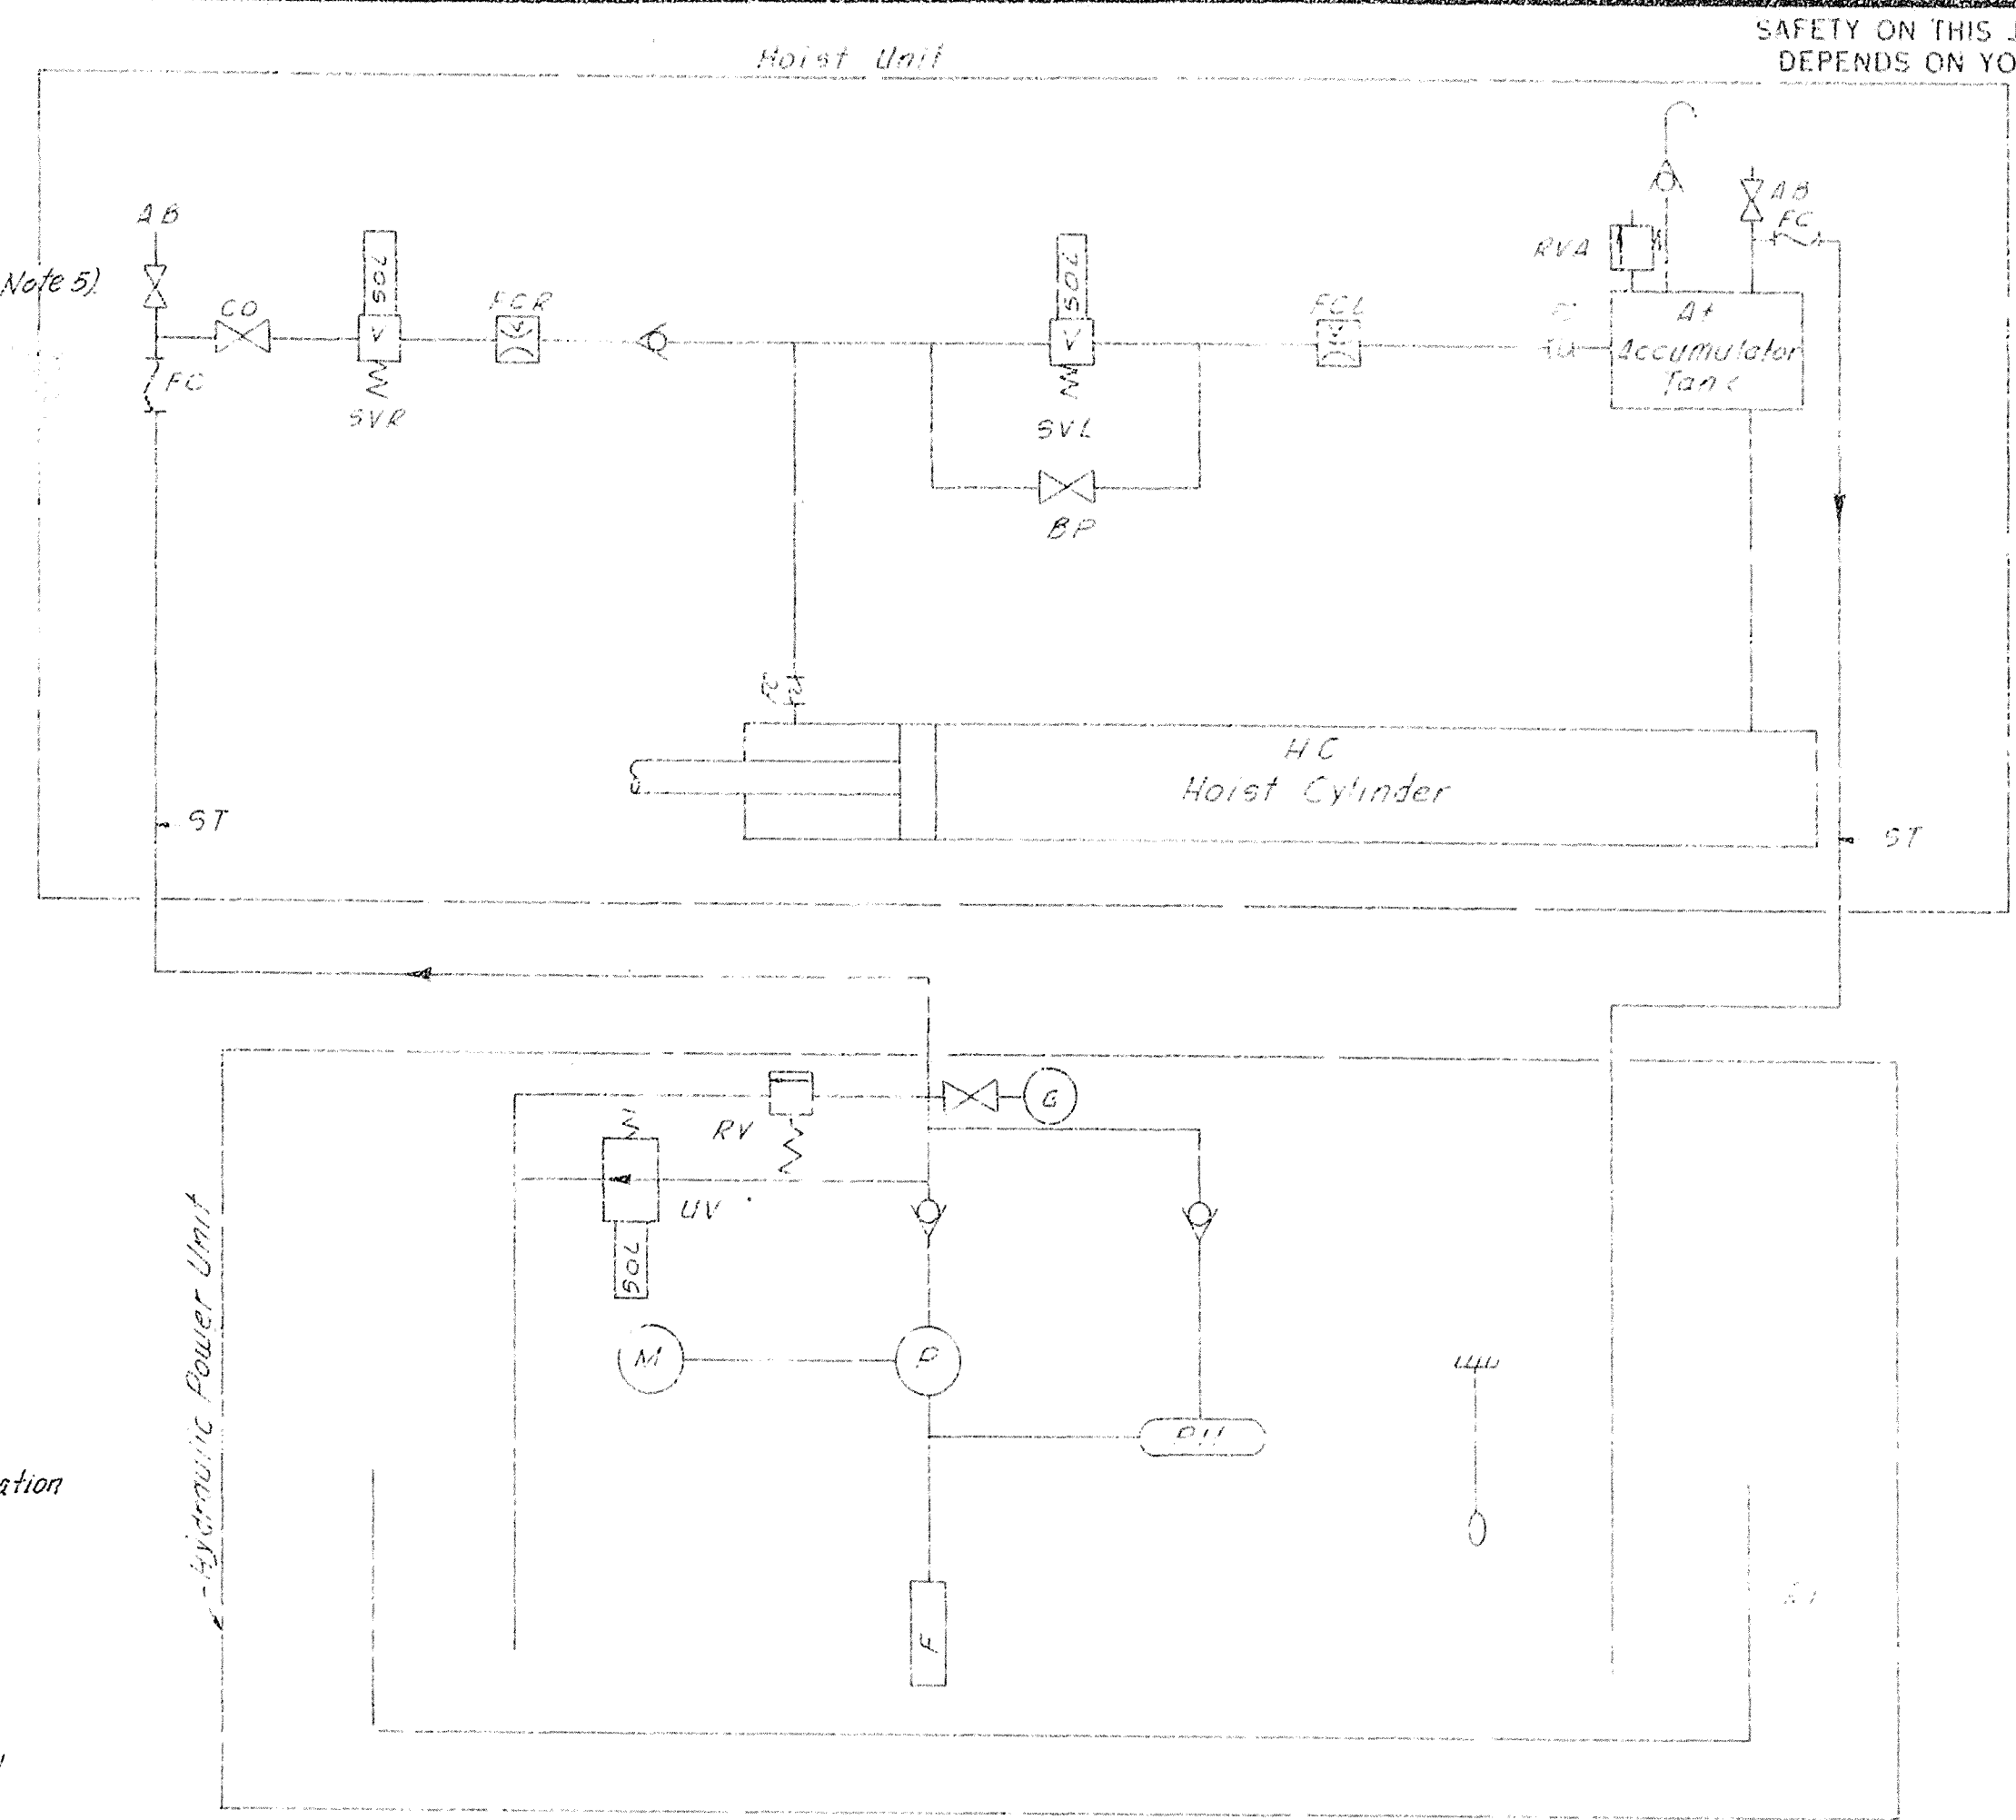 SAFETY ON THIS
DEPENDS ON YO
Hoist Unit
AB
Note 5)
CO
SOL
FCR
FC
SVR
SOL
SVL
BP
FCL
RVA
AB
FC
At
Accumulator
Tank
FC
HC
Hoist Cylinder
ST
ST
Hydraulic Power Unit
RV
G
UV
SOL
M
P
PU
F
ation